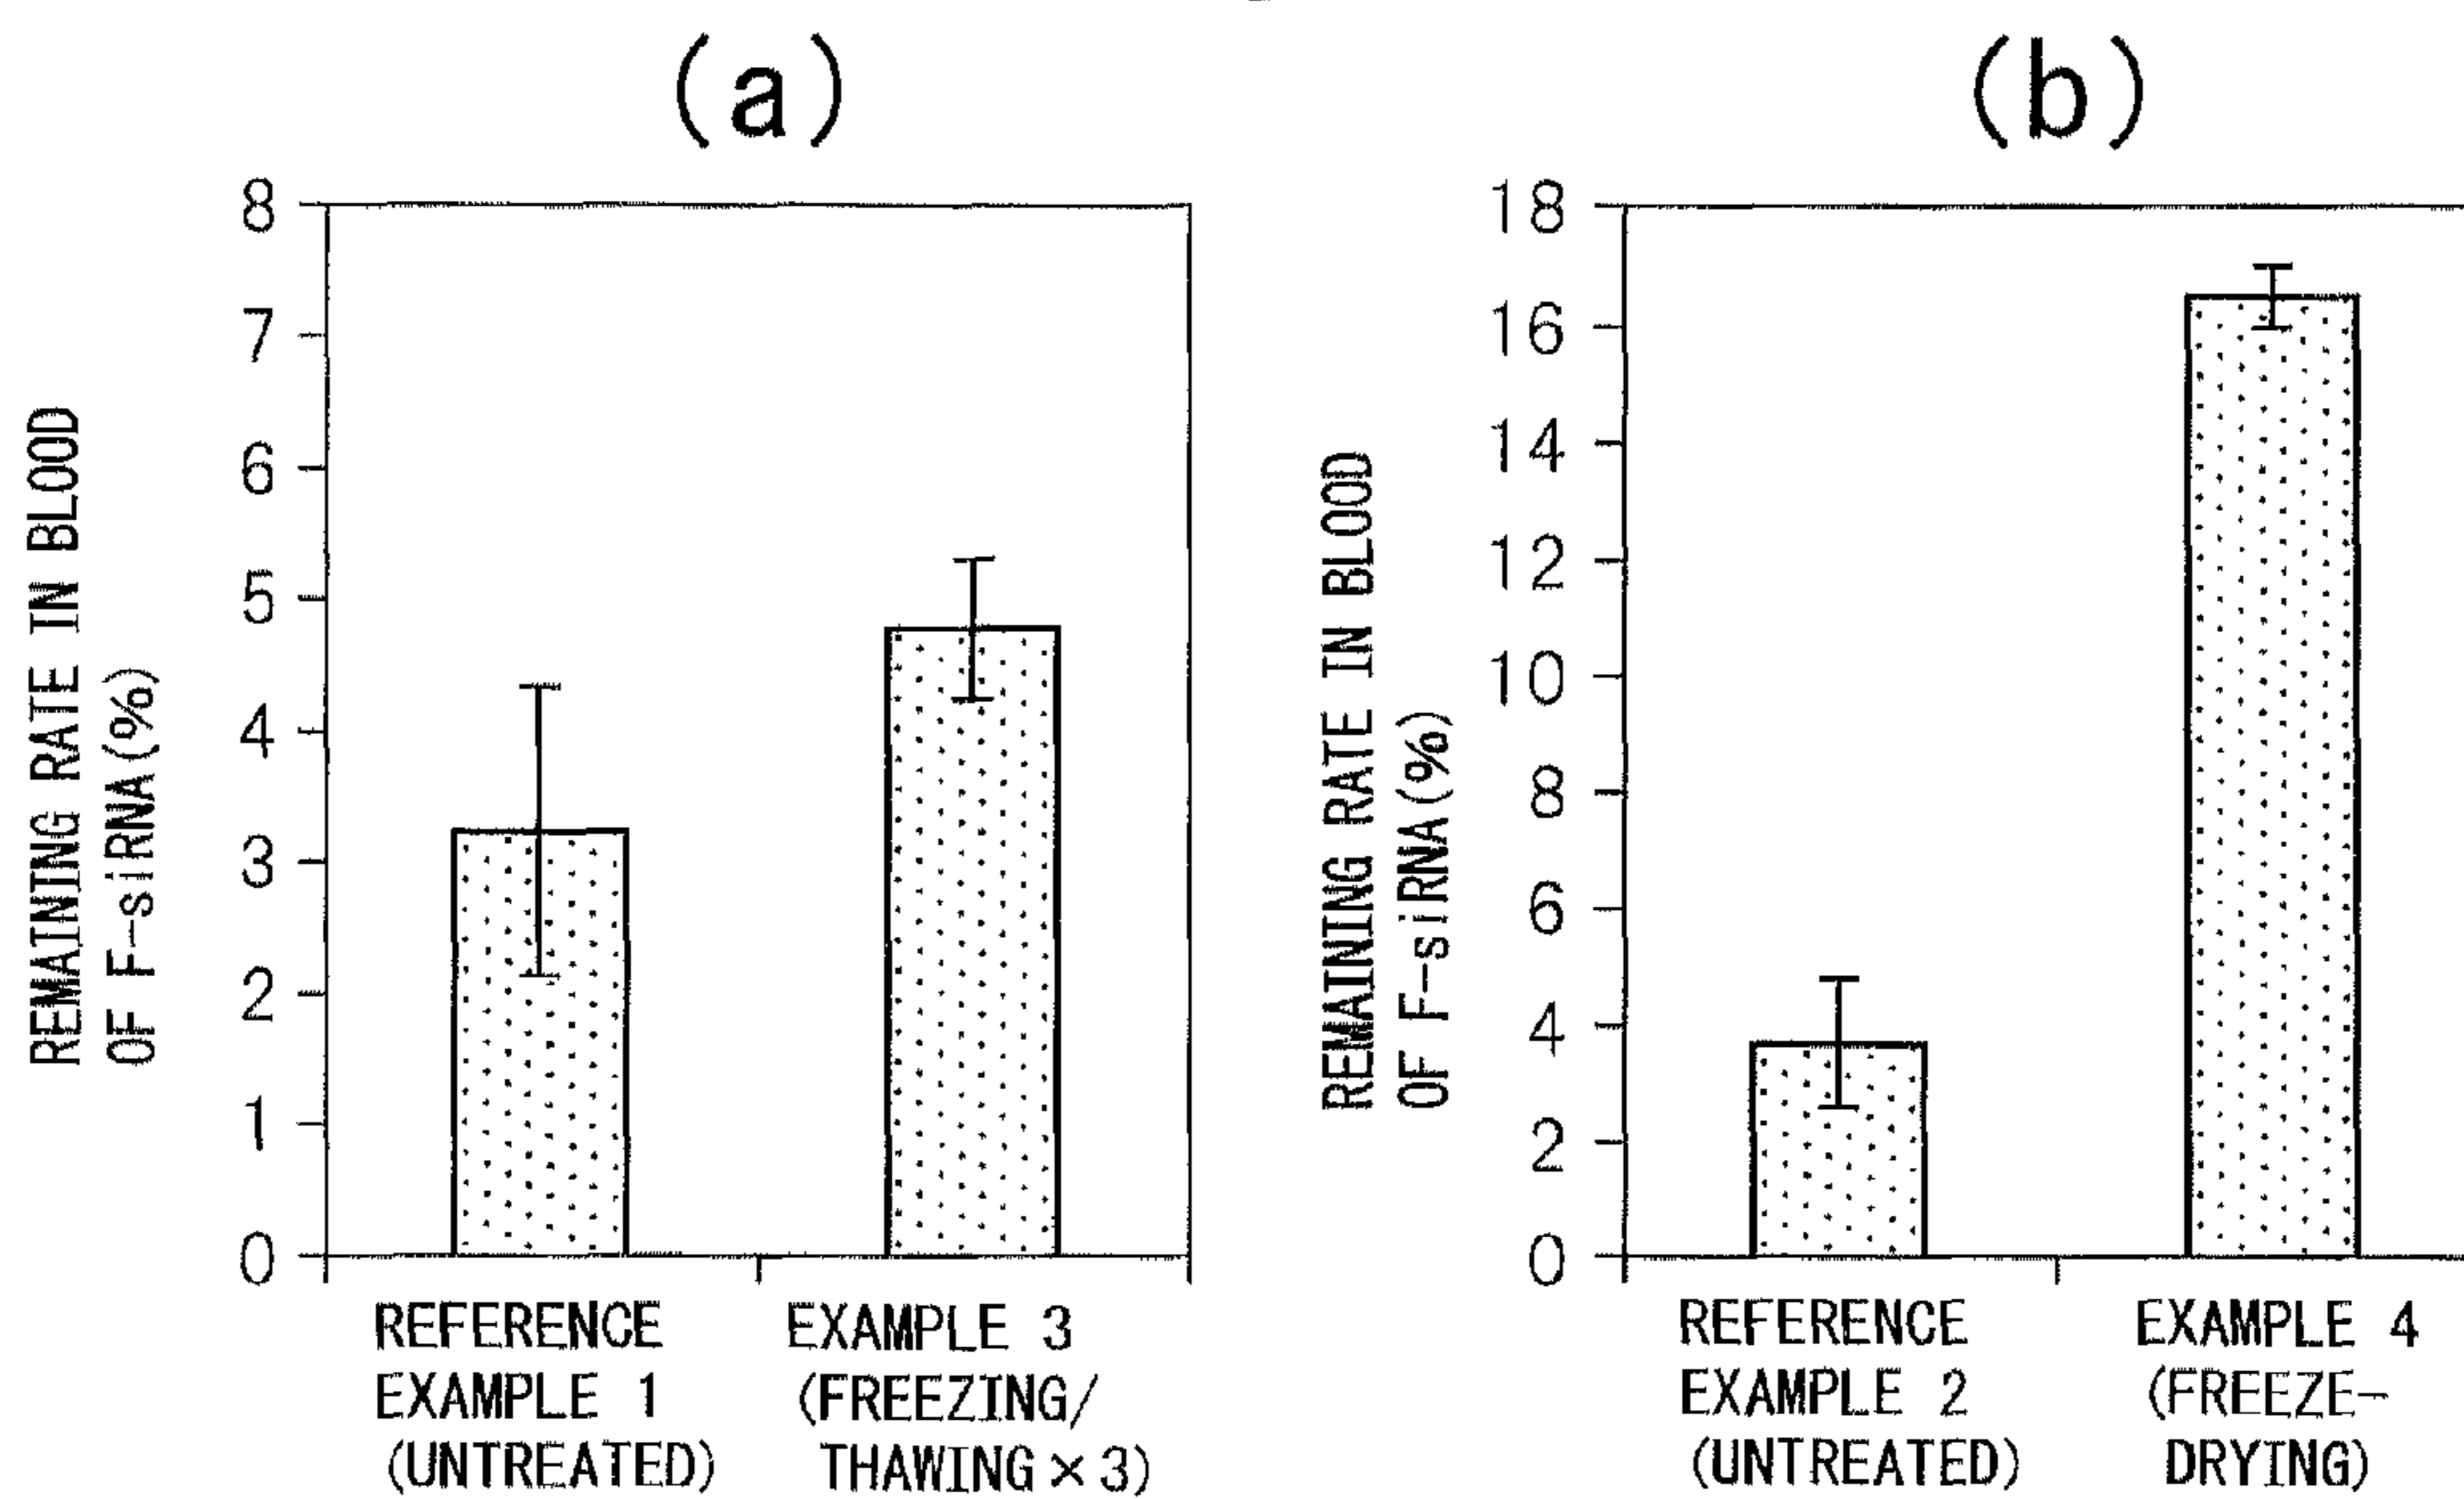 (a)
REMAINING RATE IN BLOOD
OF F-siRNA(%)
8
7
6
5
4
3
2
1
0
REFERENCE
EXAMPLE 1
(UNTREATED)
EXAMPLE 3
(FREEZING/
THAWING×3)
(b)
REMAINING RATE IN BLOOD
OF F-siRNA(%)
18
16
14
12
10
8
6
4
2
0
REFERENCE
EXAMPLE 2
(UNTREATED)
EXAMPLE 4
(FREEZE-
DRYING)